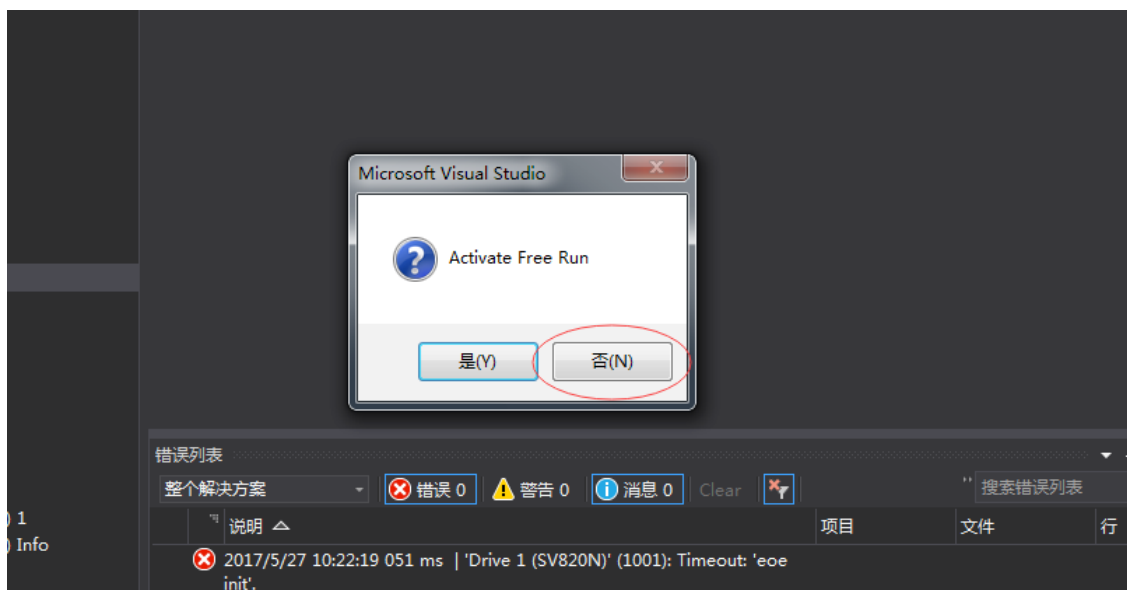 Microsoft Visual Studio
Activate Free Run
是(Y)
否(N)
错误列表
整个解决方案
错误 0
警告 0
消息 0
Clear
搜索错误列表
说明
项目
文件
行
) 1
) Info
2017/5/27 10:22:19 051 ms | 'Drive 1 (SV820N)' (1001): Timeout: 'eoe
init'.